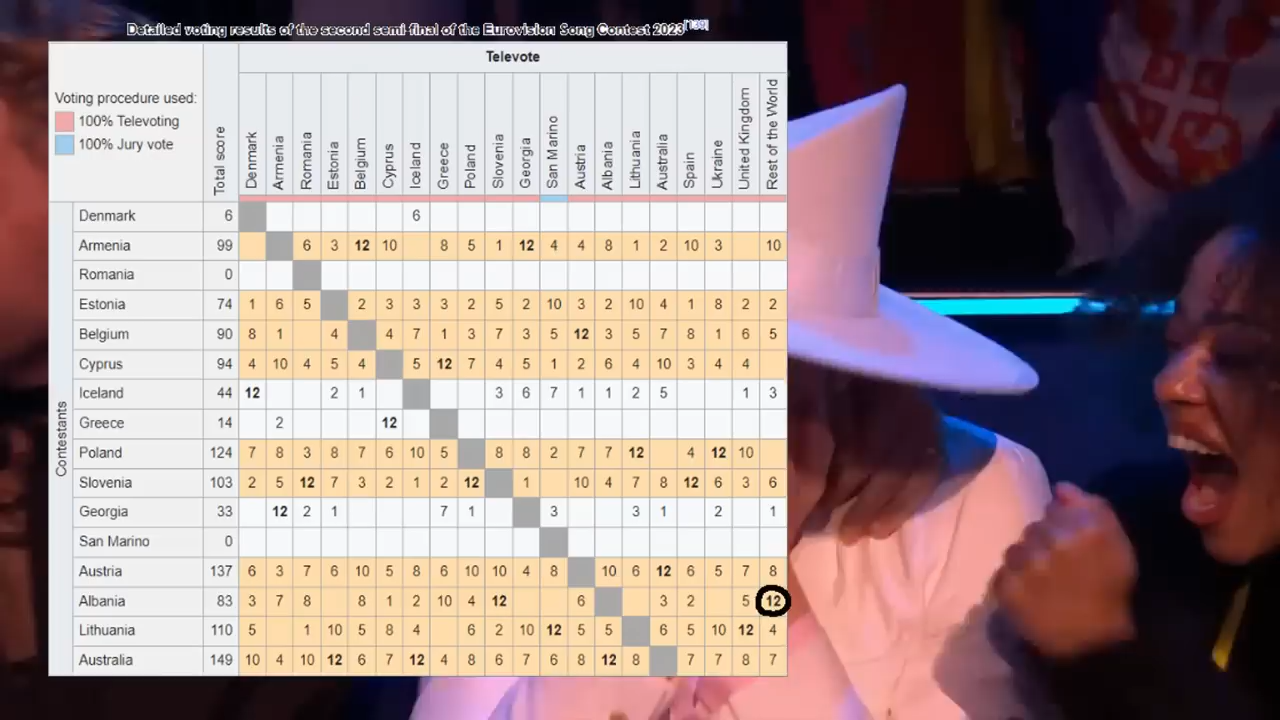 Detailed voting results of the second semi-final of the Eurovision Song Contest 2023[139]
Voting procedure used:
100% Televoting
100% Jury vote
Total score
Televote
Denmark
Armenia
Romania
Estonia
Belgium
Cyprus
Iceland
Greece
Poland
Slovenia
Georgia
San Marino
Austria
Albania
Lithuania
Australia
Spain
Ukraine
United Kingdom
Rest of the World
Contestants
Denmark 6 6
Armenia 99 6 3 12 10 8 5 1 12 4 4 8 1 2 10 3 10
Romania 0
Estonia 74 1 6 5 2 3 3 3 2 5 2 10 3 2 10 4 1 8 2 2
Belgium 90 8 1 4 4 7 1 3 7 3 5 12 3 5 7 8 1 6 5
Cyprus 94 4 10 4 5 4 5 12 7 4 5 1 2 6 4 10 3 4 4
Iceland 44 12 2 1 3 6 7 1 1 2 5 1 3
Greece 14 2 12
Poland 124 7 8 3 8 7 6 10 5 8 8 2 7 7 12 4 12 10
Slovenia 103 2 5 12 7 3 2 1 2 12 1 10 4 7 8 12 6 3 6
Georgia 33 12 2 1 7 1 3 3 1 2 1
San Marino 0
Austria 137 6 3 7 6 10 5 8 6 10 10 4 8 10 6 12 6 5 7 8
Albania 83 3 7 8 8 1 2 10 4 12 6 3 2 5 12
Lithuania 110 5 1 10 5 8 4 6 2 10 12 5 5 6 5 10 12 4
Australia 149 10 4 10 12 6 7 12 4 8 6 7 6 8 12 8 7 7 8 7